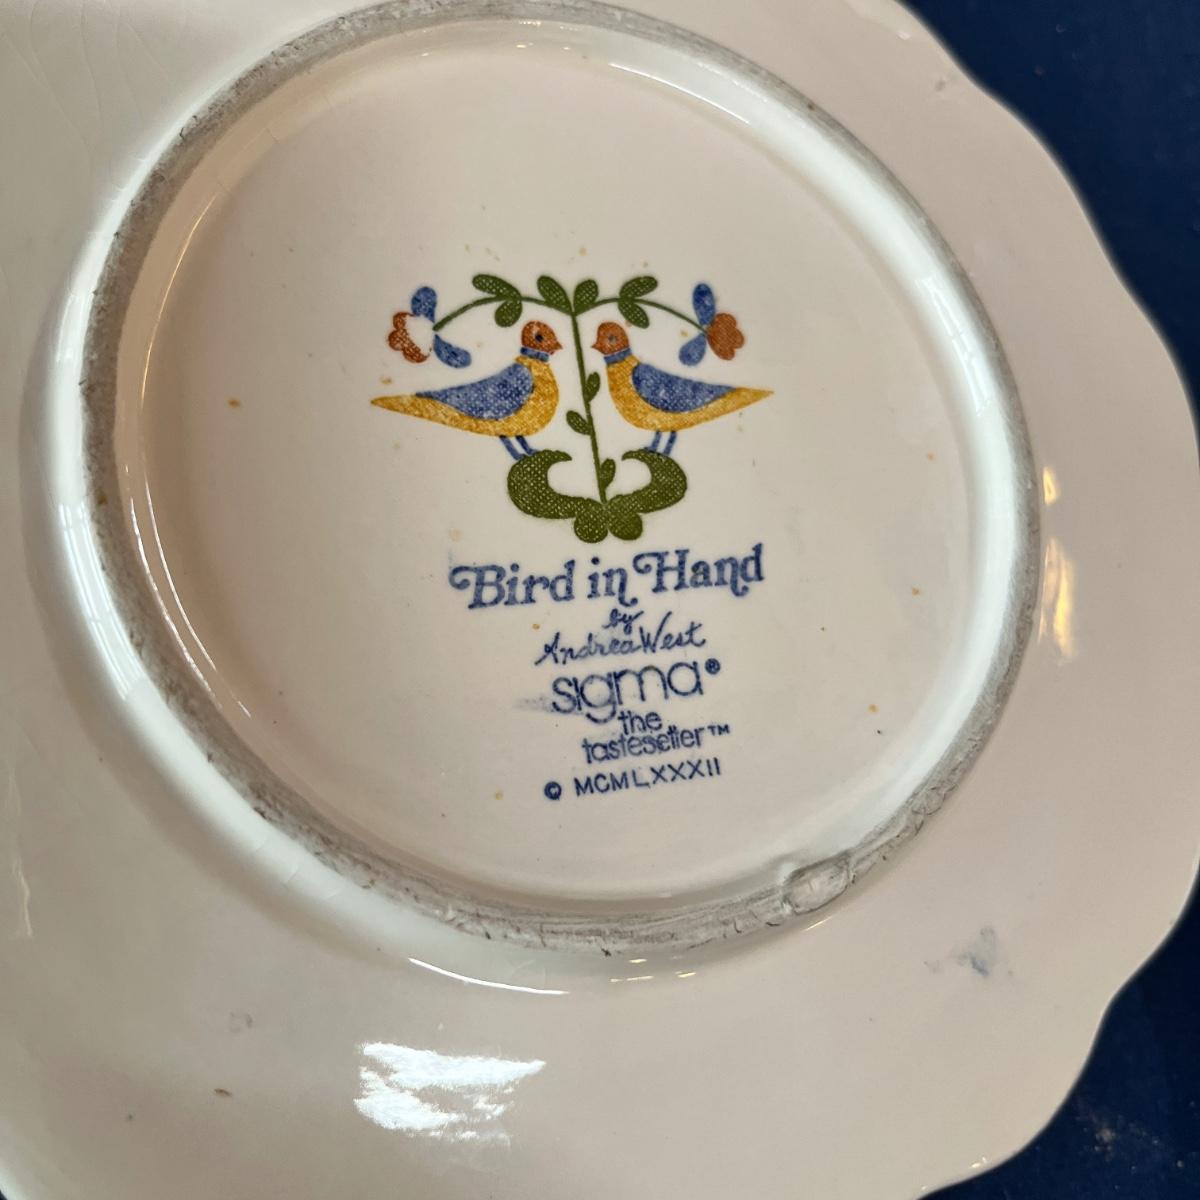 Bird in Hand
by
Andrea West
sigma®
the
tastesetter™
© MCMLXXXII